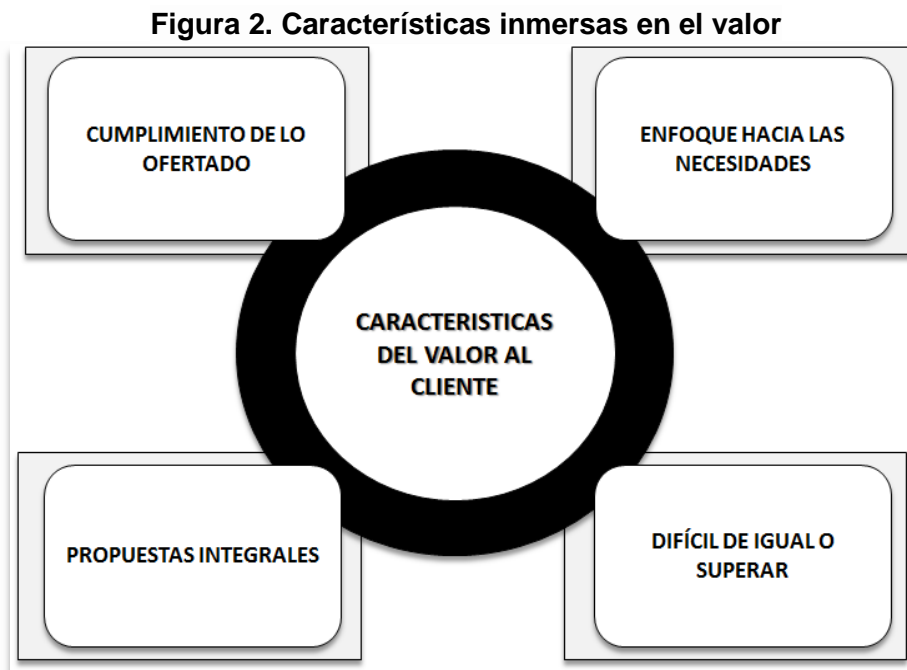 Figura 2. Características inmersas en el valor
CUMPLIMIENTO DE LO
OFERTADO
ENFOQUE HACIA LAS
NECESIDADES
CARACTERISTICAS
DEL VALOR AL
CLIENTE
PROPUESTAS INTEGRALES
DIFÍCIL DE IGUAL O
SUPERAR